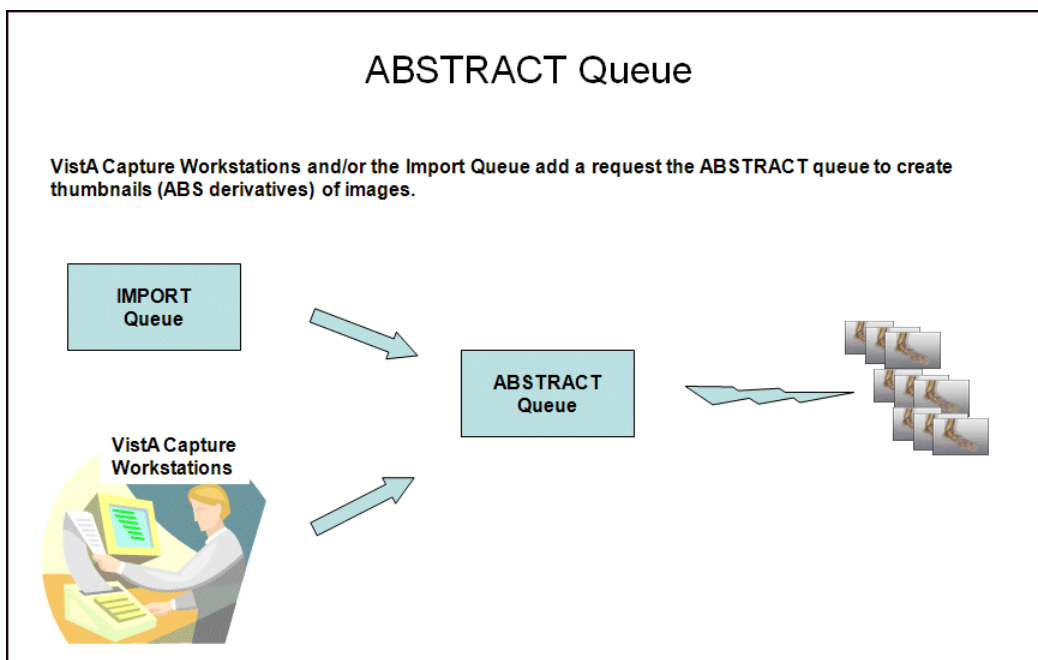 ABSTRACT Queue
VistA Capture Workstations and/or the Import Queue add a request the ABSTRACT queue to create
thumbnails (ABS derivatives) of images.
IMPORT
Queue
ABSTRACT
Queue
VistA Capture
Workstations